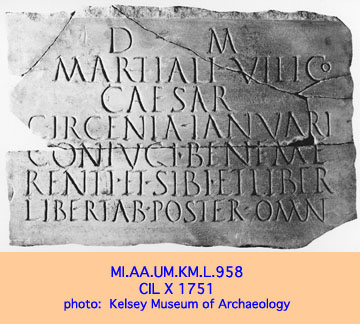 D M
MARTIALI·VILICO
CAESAR
CIRCENIA·IANVARI
CONIVGI·BENEME
RENTI·ET·SIBI·ET·LIBER
LIBERTAB·POSTER·OMN
MI.AA.UM.KM.L.958
CIL X 1751
photo: Kelsey Museum of Archaeology